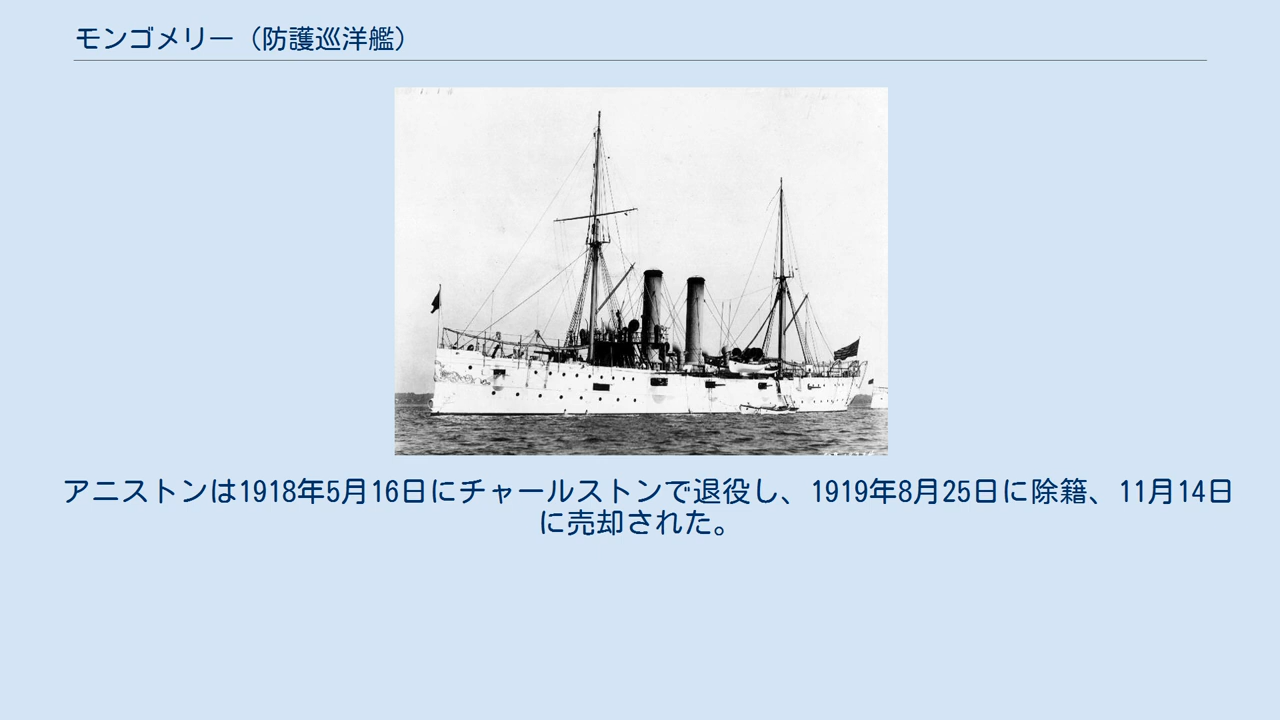 モンゴメリー（防護巡洋艦）
アニストンは1918年5月16日にチャールストンで退役し、1919年8月25日に除籍、11月14日
に売却された。